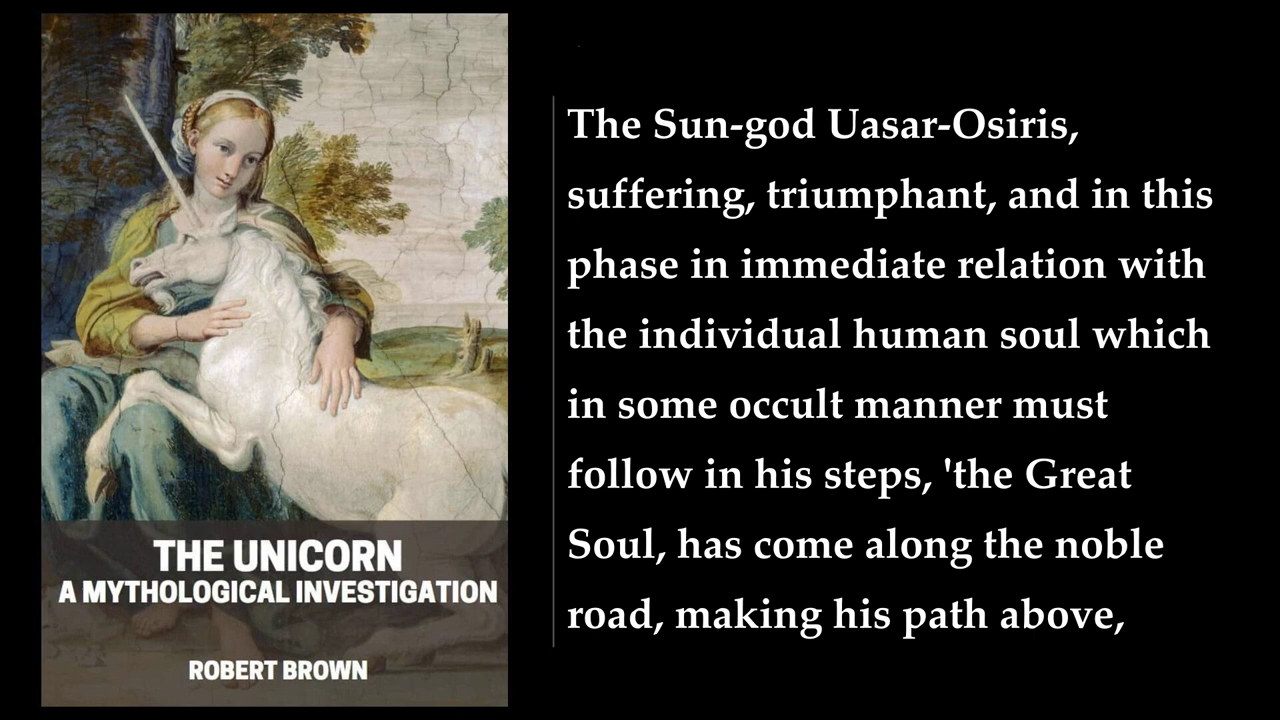 THE UNICORN
A MYTHOLOGICAL INVESTIGATION
ROBERT BROWN
The Sun-god Uasar-Osiris,
suffering, triumphant, and in this
phase in immediate relation with
the individual human soul which
in some occult manner must
follow in his steps, 'the Great
Soul, has come along the noble
road, making his path above,